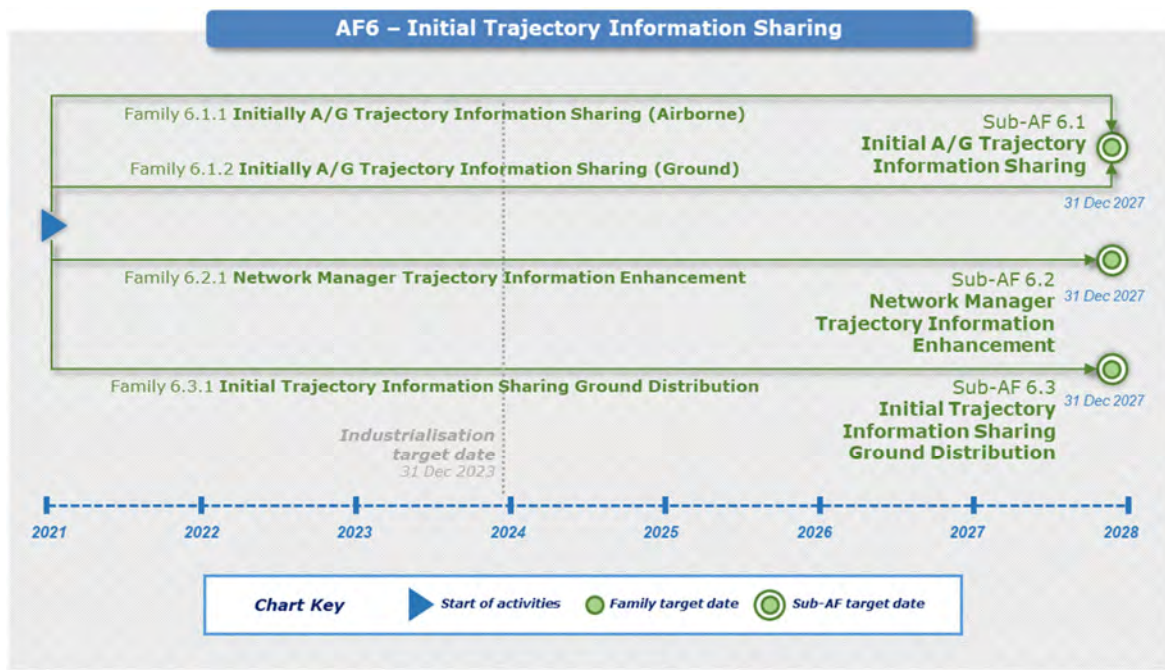 AF6 – Initial Trajectory Information Sharing
Family 6.1.1 Initially A/G Trajectory Information Sharing (Airborne)
Sub-AF 6.1
Initial A/G Trajectory
Information Sharing
Family 6.1.2 Initially A/G Trajectory Information Sharing (Ground)
31 Dec 2027
Family 6.2.1 Network Manager Trajectory Information Enhancement
Sub-AF 6.2
31 Dec 2027
Network Manager
Trajectory Information
Enhancement
Family 6.3.1 Initial Trajectory Information Sharing Ground Distribution
Sub-AF 6.3
31 Dec 2027
Initial Trajectory
Information Sharing
Ground Distribution
Industrialisation
target date
31 Dec 2023
2021 2022 2023 2024 2025 2026 2027 2028
Chart Key Start of activities Family target date Sub-AF target date